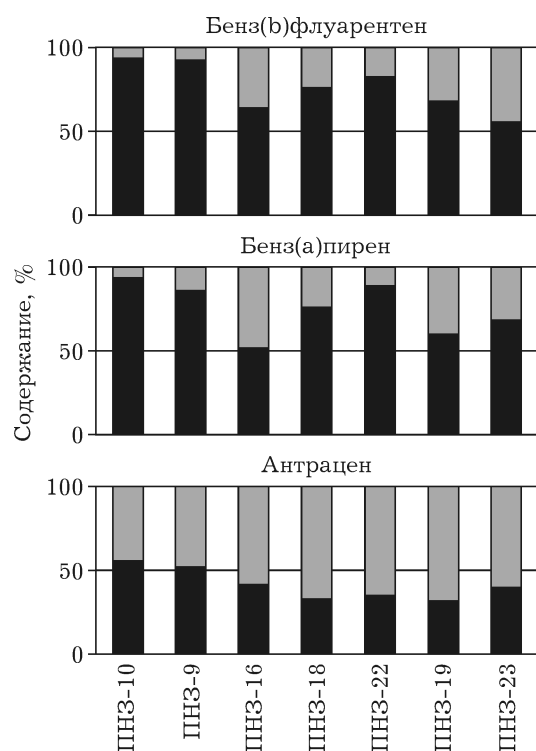 Бенз(b)флуарентен
100
50
0
Бенз(а)пирен
100
50
0
Содержание, %
Антрацен
100
50
0
ПНЗ-10
ПНЗ-9
ПНЗ-16
ПНЗ-18
ПНЗ-22
ПНЗ-19
ПНЗ-23